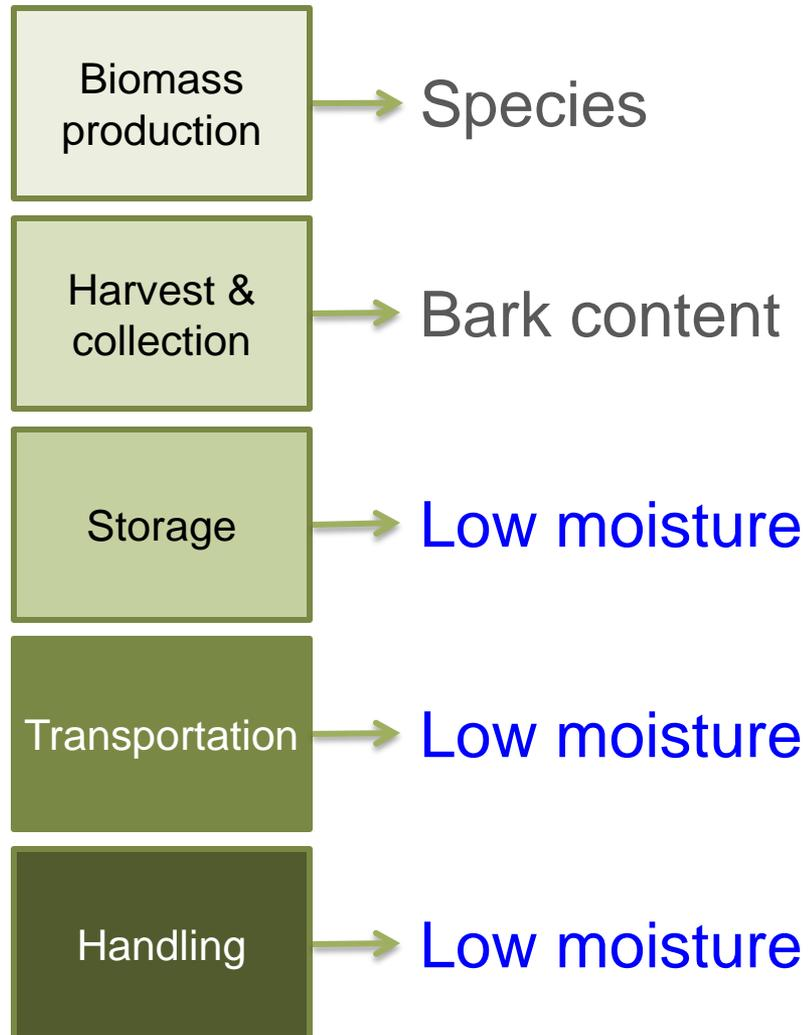 Biomass
production
Species
Harvest &
collection
Bark content
Storage
Low moisture
Transportation
Low moisture
Handling
Low moisture